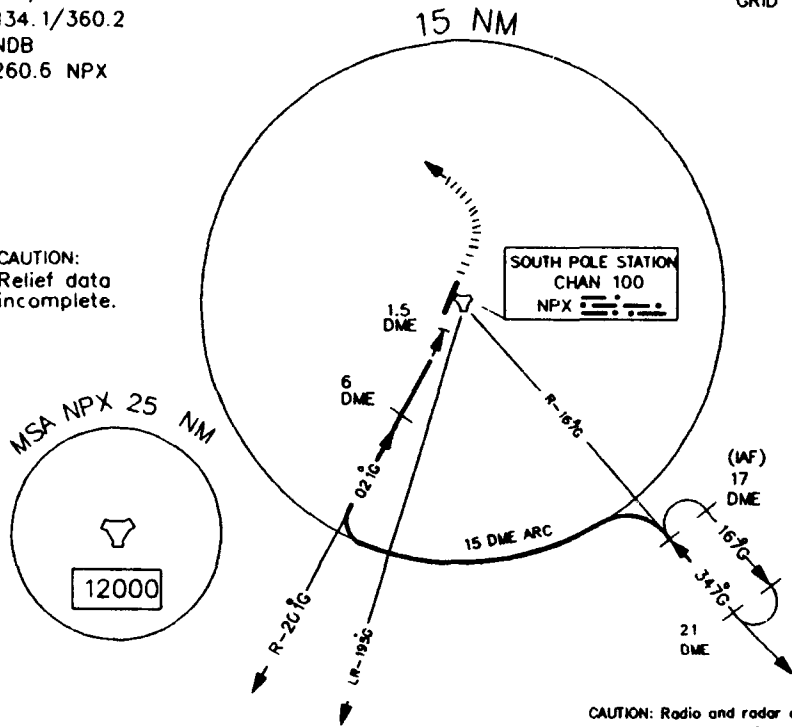 134.1/360.2
NDB
260.6 NPX
GRID
15 NM
CAUTION:
Relief data
incomplete.
SOUTH POLE STATION
CHAN 100
NPX
1.5
DME
6
DME
021°G
R-167°G
(IAF)
17
DME
167°G
347°G
21
DME
15 DME ARC
R-201°G
LR-195G
MSA NPX 25 NM
12000
CAUTION: Radio and radar